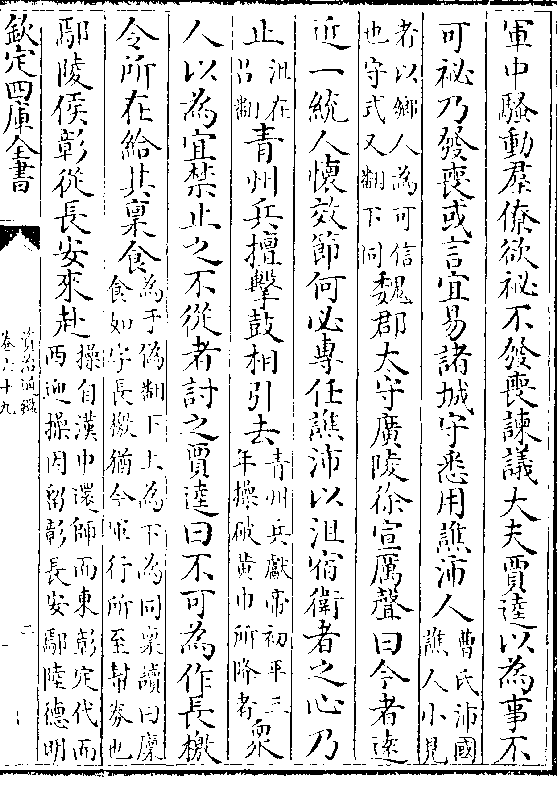 軍中騷動羣僚欲祕不發喪諫議大夫賈逵以為事不
可祕乃發喪或言宜易諸城守悉用譙沛人曹氏沛國譙人小見
者以鄉人為可信也守式又翻下同魏郡太守廣陵徐宣厲聲曰今者逺
近一統人懷效節何必專任譙沛以沮宿衛者之心乃
止沮在吕翻青州兵擅擊鼓相引去青州兵獻帝初平三年操破黄巾所略者衆
人以為宜禁止之不從者討之賈逵曰不可為作長檄
令所在給其稟食為于偽翻下上為下為同稟讀曰廩食如字長檄猶今軍行所至幇劵也
鄢陵侯彰從長安來赴操自漢中還師而東彰定代而西迎操因留彰長安鄢陸德明
欽定四庫全書
資治通鑑
卷六十九
二